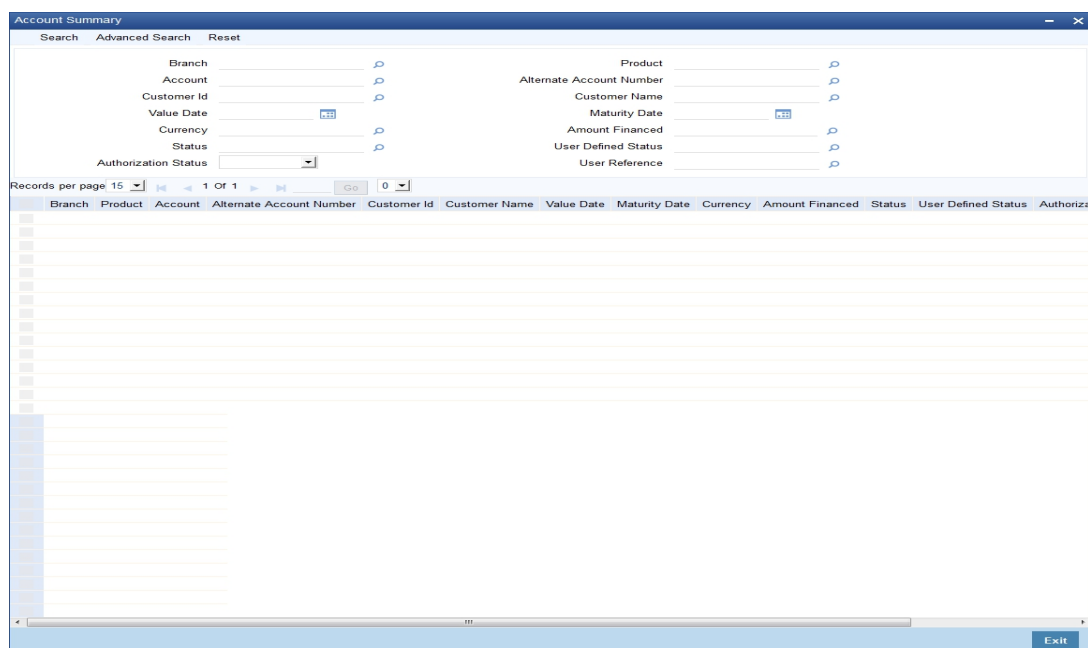 Account Summary
Search Advanced Search Reset
Branch Product
Account Alternate Account Number
Customer Id Customer Name
Value Date Maturity Date
Currency Amount Financed
Status User Defined Status
Authorization Status User Reference
Records per page 15 1 Of 1 Go 0
Branch Product Account Alternate Account Number Customer Id Customer Name Value Date Maturity Date Currency Amount Financed Status User Defined Status Authoriza
Exit